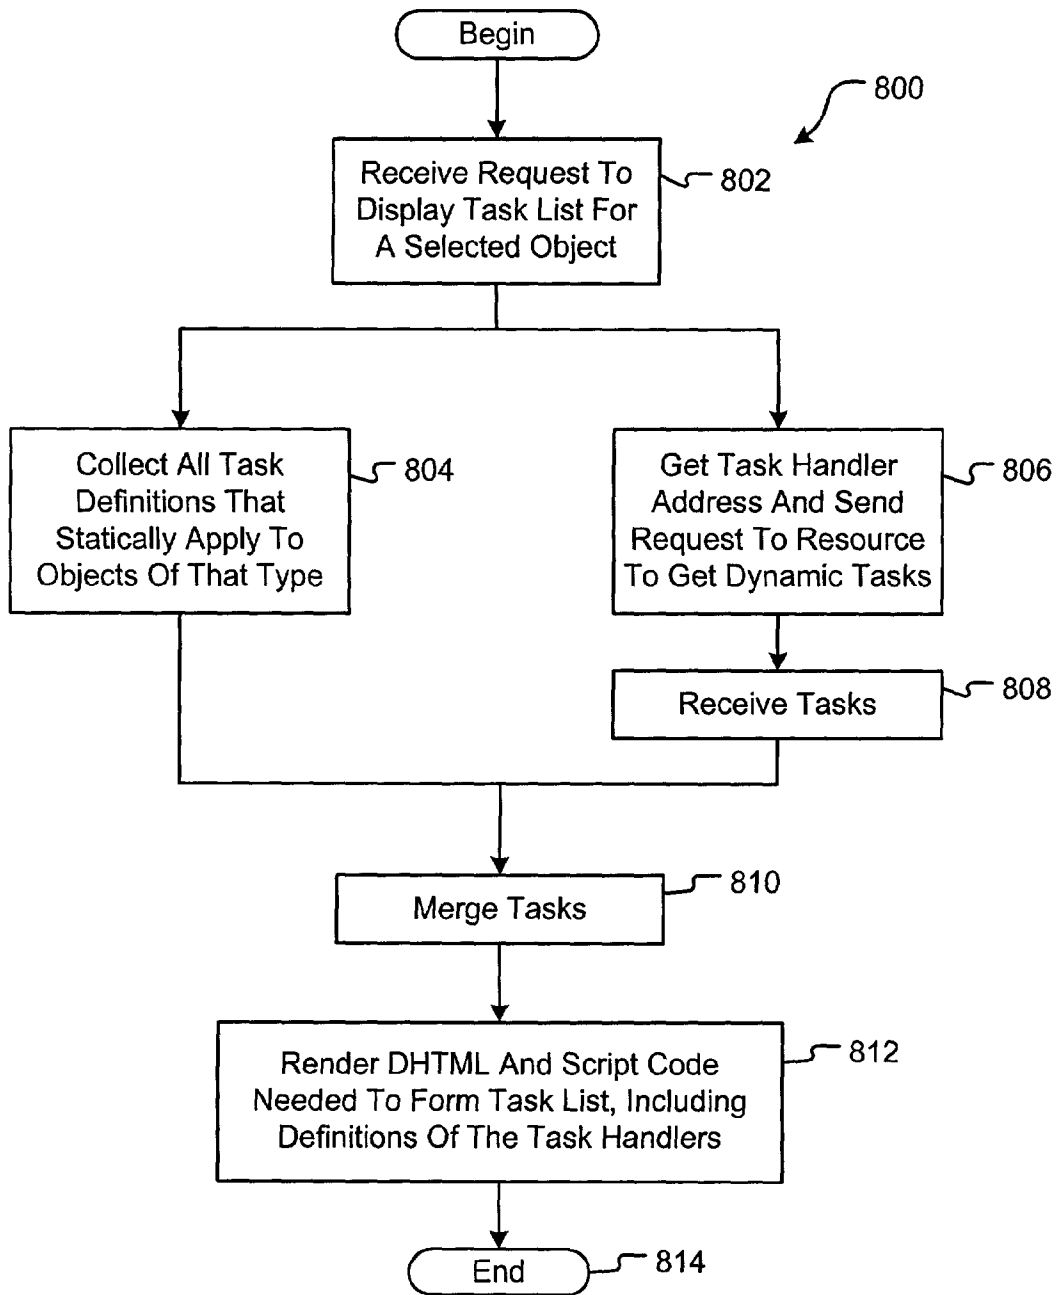 Begin
800
Receive Request To
Display Task List For
A Selected Object
802
Collect All Task
Definitions That
Statically Apply To
Objects Of That Type
804
Get Task Handler
Address And Send
Request To Resource
To Get Dynamic Tasks
806
Receive Tasks
808
Merge Tasks
810
Render DHTML And Script Code
Needed To Form Task List, Including
Definitions Of The Task Handlers
812
End
814